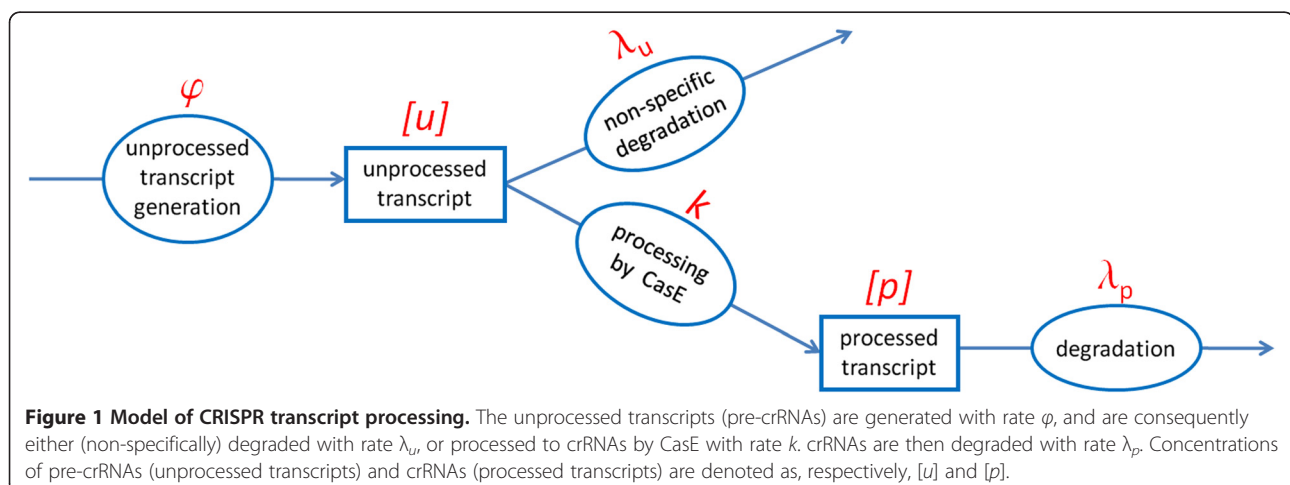 φ
unprocessed
transcript
generation
[u]
unprocessed
transcript
λu
non-specific
degradation
k
processing
by CasE
[p]
processed
transcript
λp
degradation
Figure 1 Model of CRISPR transcript processing. The unprocessed transcripts (pre-crRNAs) are generated with rate φ, and are consequently
either (non-specifically) degraded with rate λu, or processed to crRNAs by CasE with rate k. crRNAs are then degraded with rate λp. Concentrations
of pre-crRNAs (unprocessed transcripts) and crRNAs (processed transcripts) are denoted as, respectively, [u] and [p].